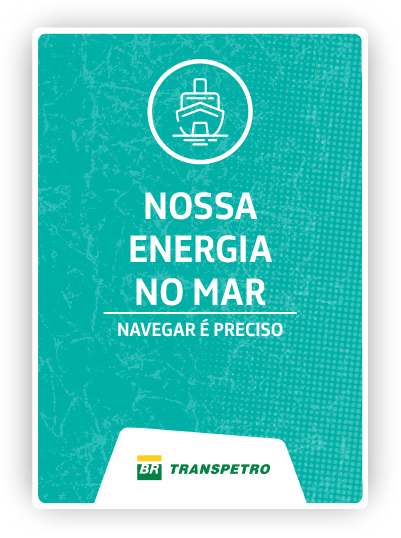 NOSSA
ENERGIA
NO MAR
NAVEGAR É PRECISO
BR TRANSPETRO